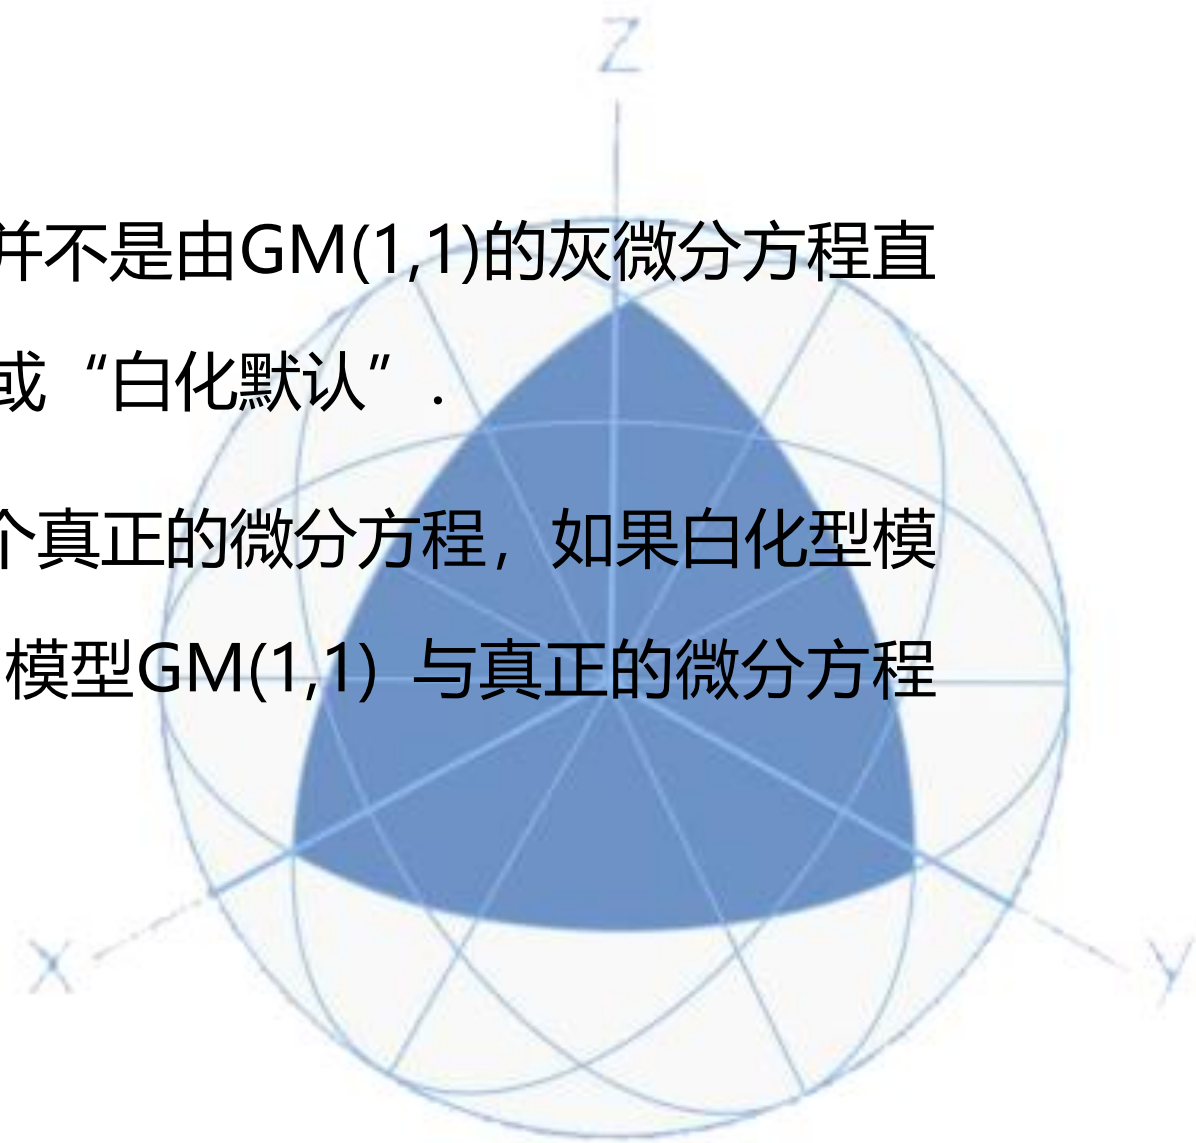 Z
并不是由GM(1,1)的灰微分方程直
或“白化默认”.
个真正的微分方程，如果白化型模
模型GM(1,1) 与真正的微分方程
X
Y